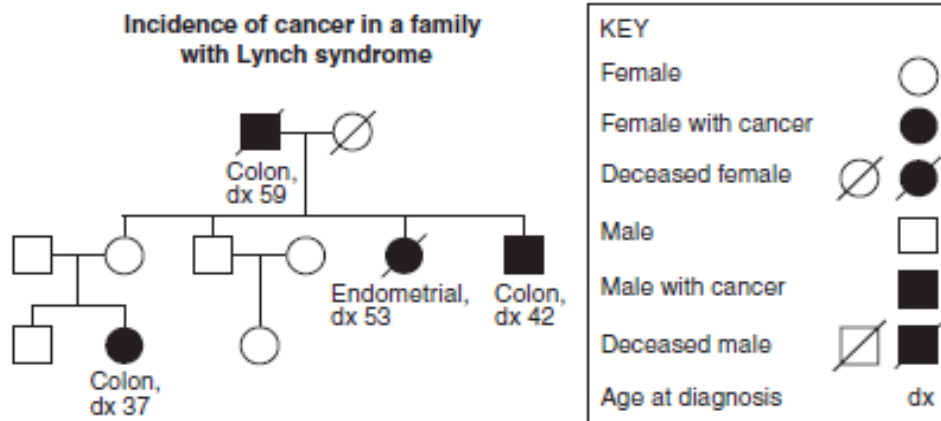 Incidence of cancer in a family
with Lynch syndrome
Colon,
dx 59
Endometrial,
dx 53
Colon,
dx 42
Colon,
dx 37
KEY
Female
Female with cancer
Deceased female
Male
Male with cancer
Deceased male
Age at diagnosis dx